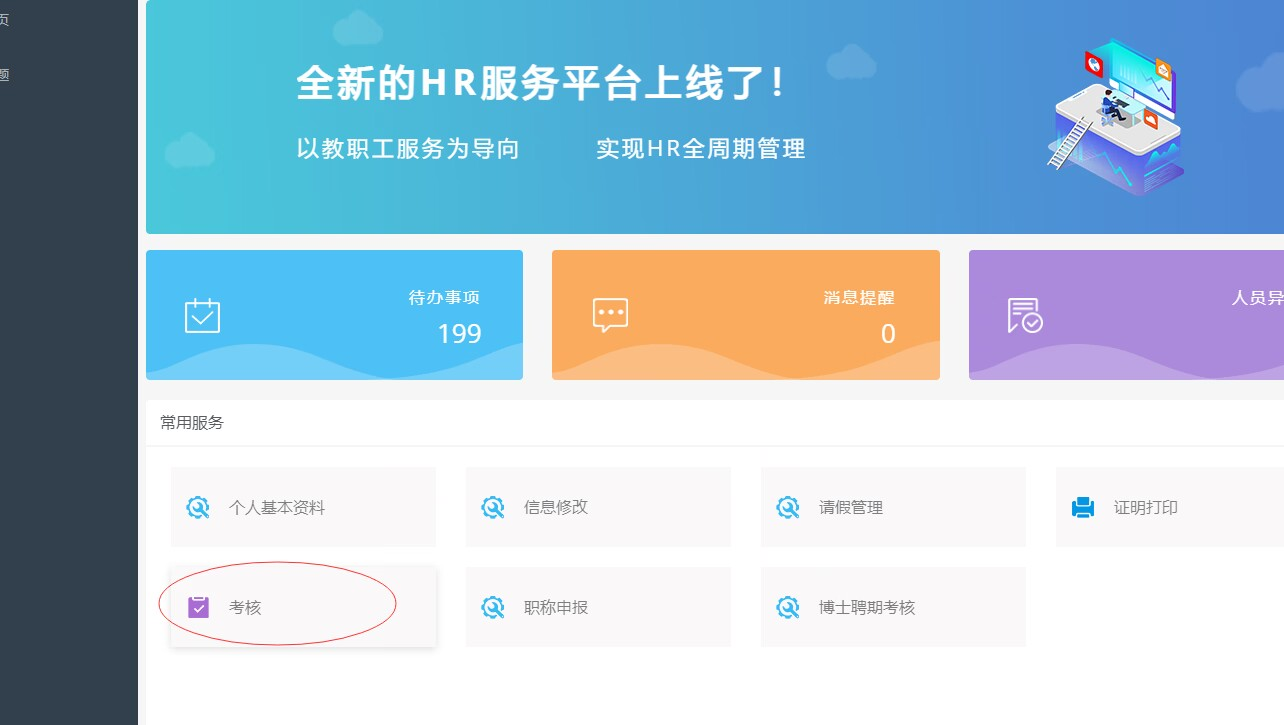 页
题
全新的HR服务平台上线了！
以教职工服务为导向 实现HR全周期管理
待办事项
199
消息提醒
0
人员异
常用服务
个人基本资料
信息修改
请假管理
证明打印
考核
职称申报
博士聘期考核